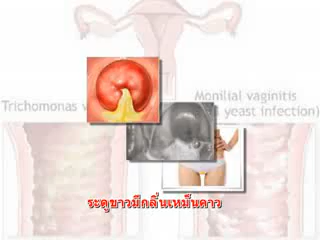 Monilial vaginitis
Trichomonas
yeast infection)
ระดูขาวมีกลิ่นเหม็นคาว